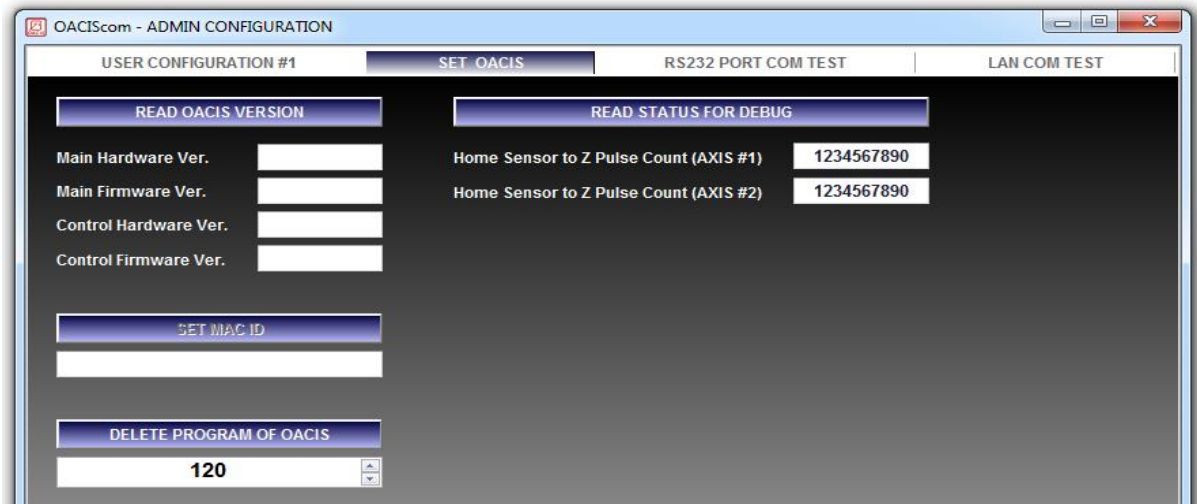 OACIScom - ADMIN CONFIGURATION
USER CONFIGURATION #1
SET OACIS
RS232 PORT COM TEST
LAN COM TEST
READ OACIS VERSION
Main Hardware Ver.
Main Firmware Ver.
Control Hardware Ver.
Control Firmware Ver.
SET MAC ID
DELETE PROGRAM OF OACIS
120
READ STATUS FOR DEBUG
Home Sensor to Z Pulse Count (AXIS #1) 1234567890
Home Sensor to Z Pulse Count (AXIS #2) 1234567890